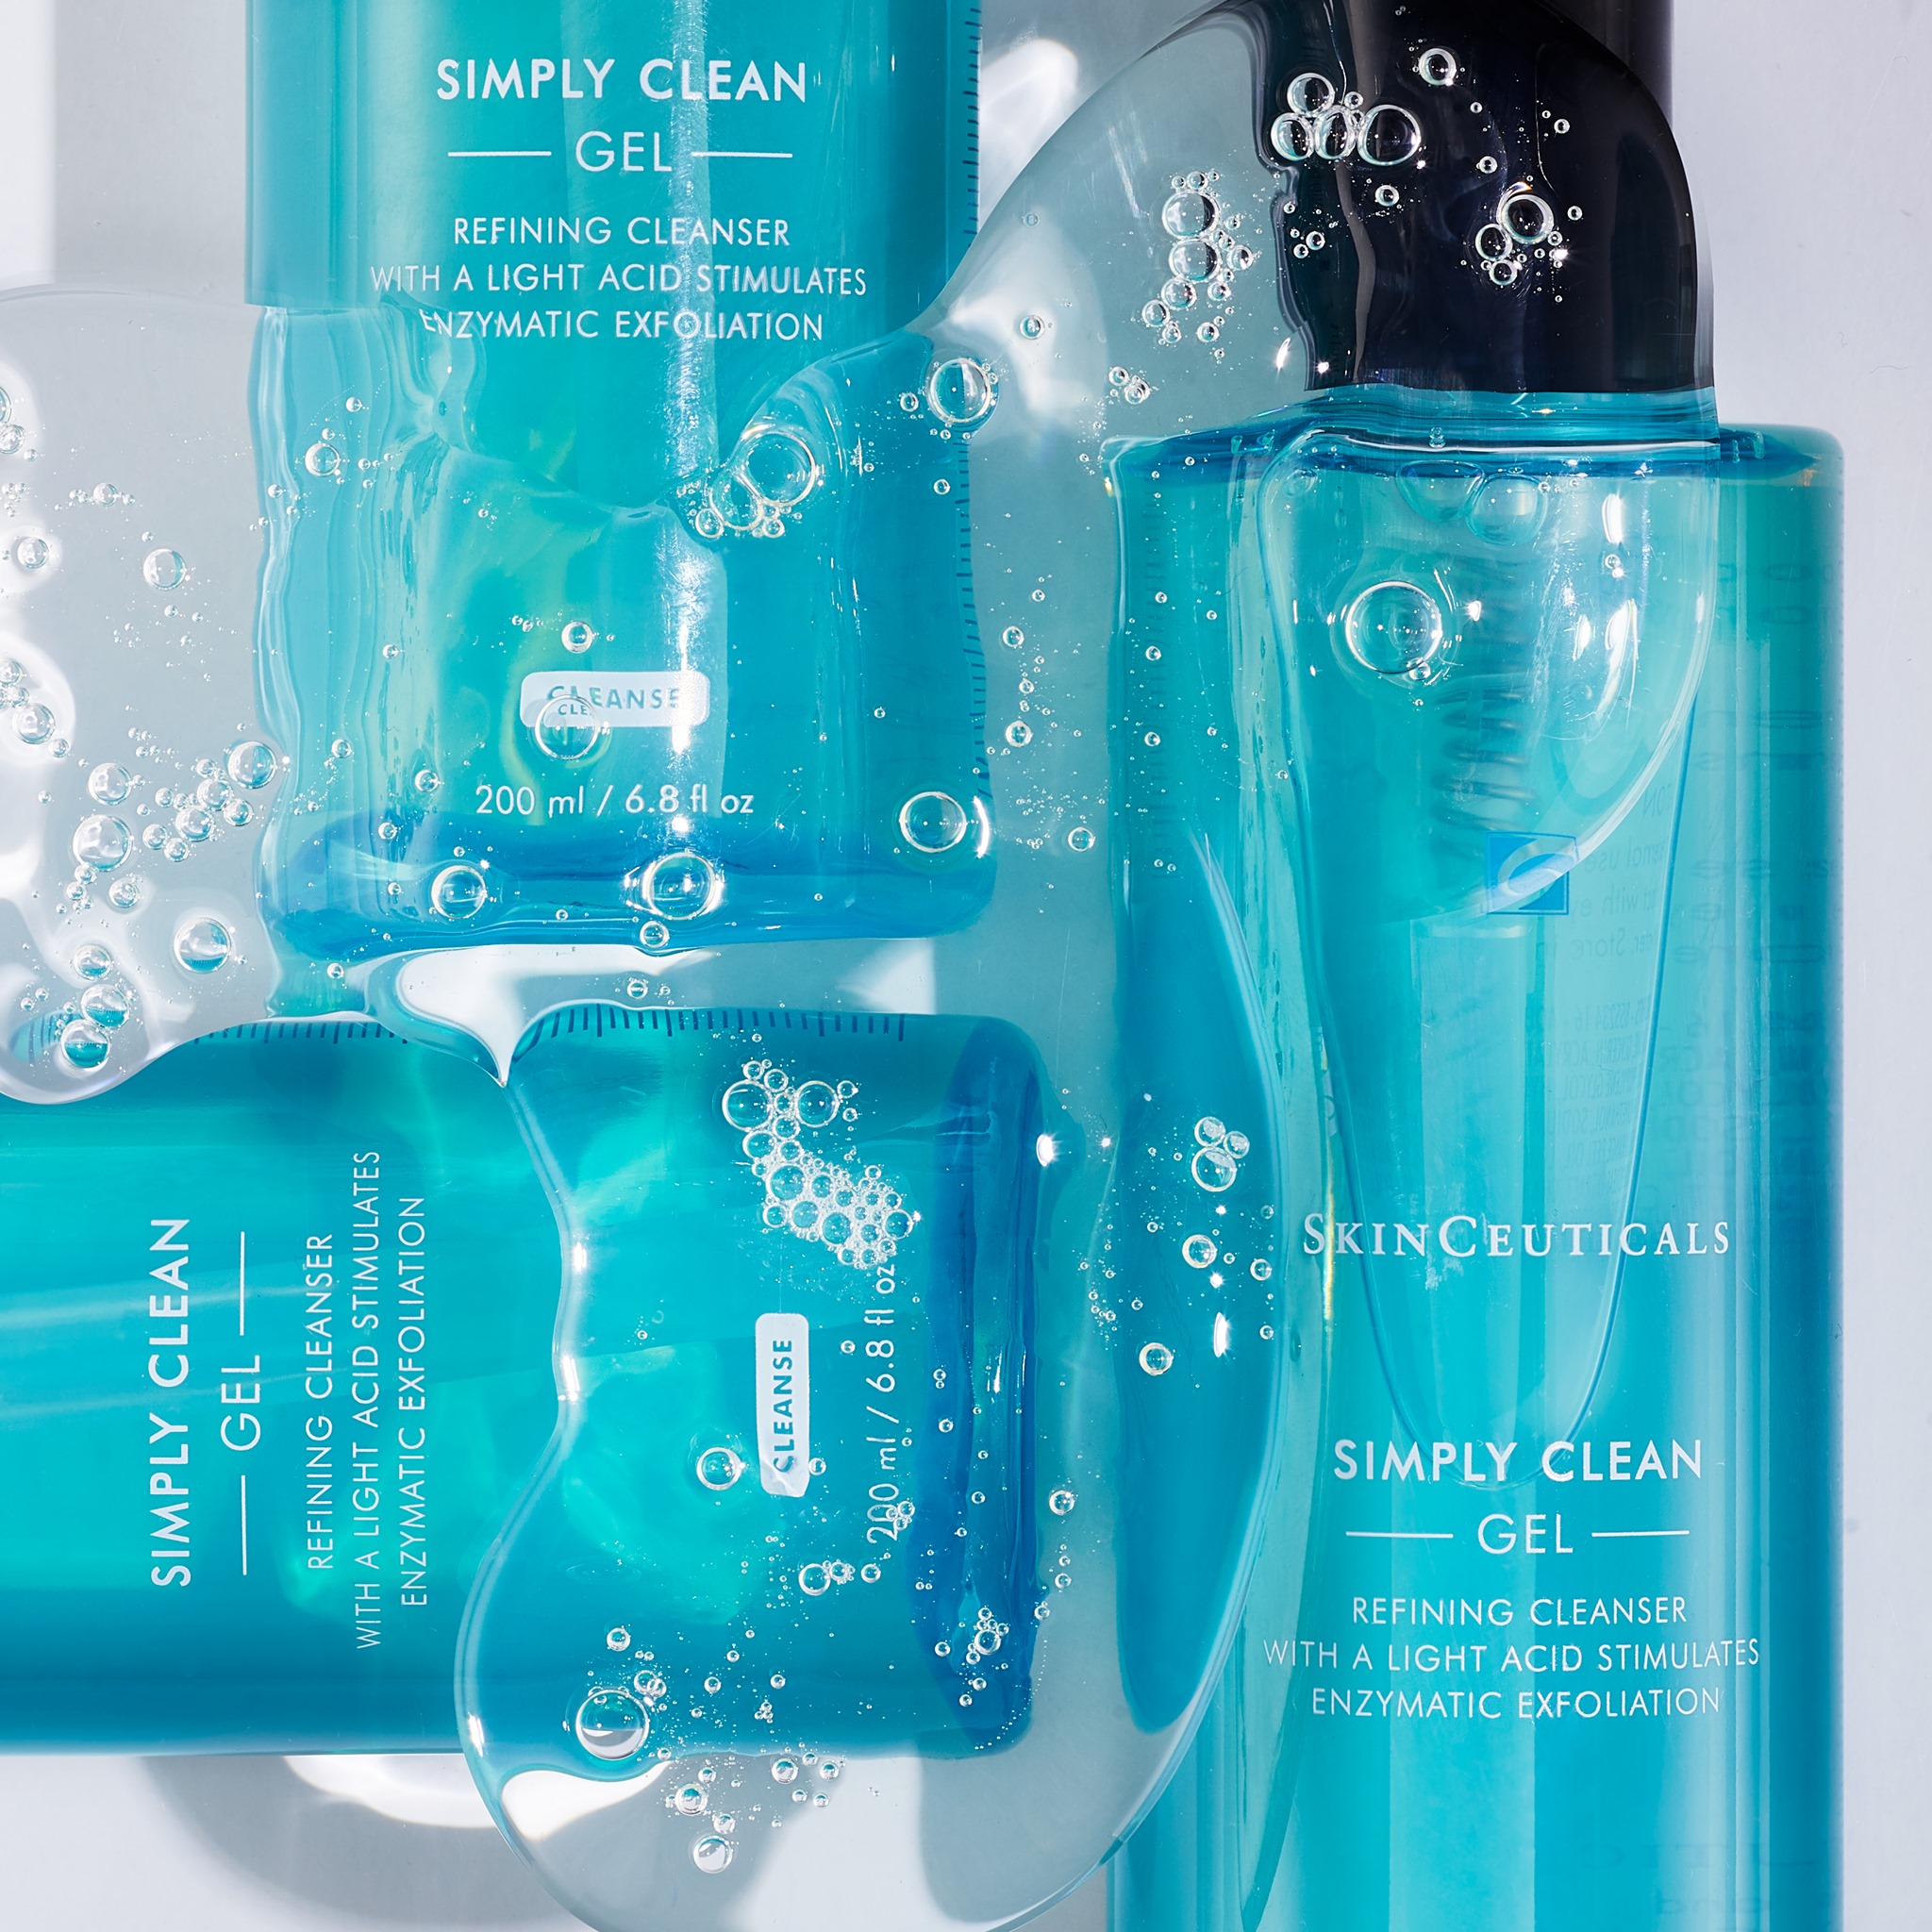 SIMPLY CLEAN
GEL
REFINING CLEANSER
WITH A LIGHT ACID STIMULATES
ENZYMATIC EXFOLIATION
CLEANSE
200 ml / 6.8 fl oz
SIMPLY CLEAN
GEL
REFINING CLEANSER
WITH A LIGHT ACID STIMULATES
ENZYMATIC EXFOLIATION
CLEANSE
200 ml / 6.8 fl oz
SKINCEUTICALS
SIMPLY CLEAN
GEL
REFINING CLEANSER
WITH A LIGHT ACID STIMULATES
ENZYMATIC EXFOLIATION